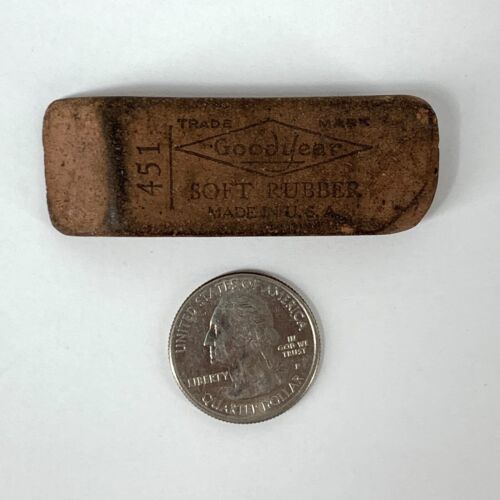 TRADE MARK
GoodYear
451
SOFT RUBBER
MADE IN U.S.A.
UNITED STATES OF AMERICA
IN
GOD WE
TRUST
P
LIBERTY
QUARTER DOLLAR